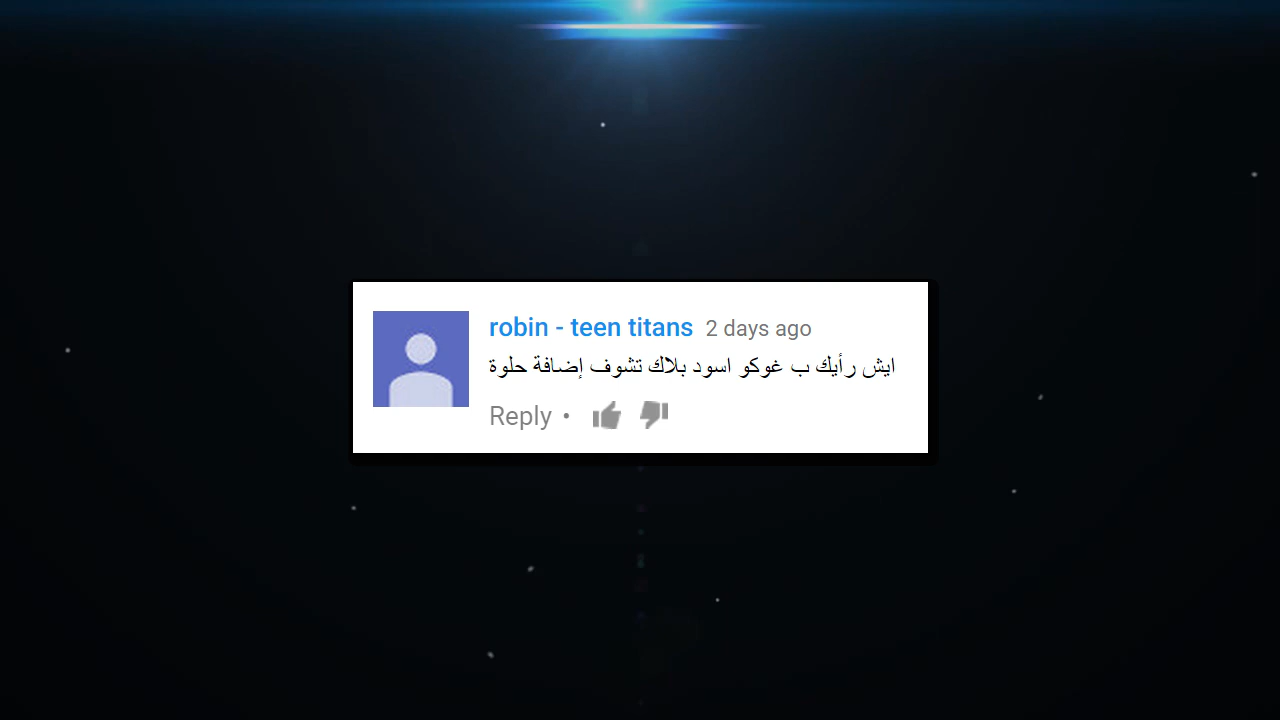 robin - teen titans 2 days ago
ايش رأيك ب غوكو اسود بلاك تشوف إضافة حلوة
Reply •